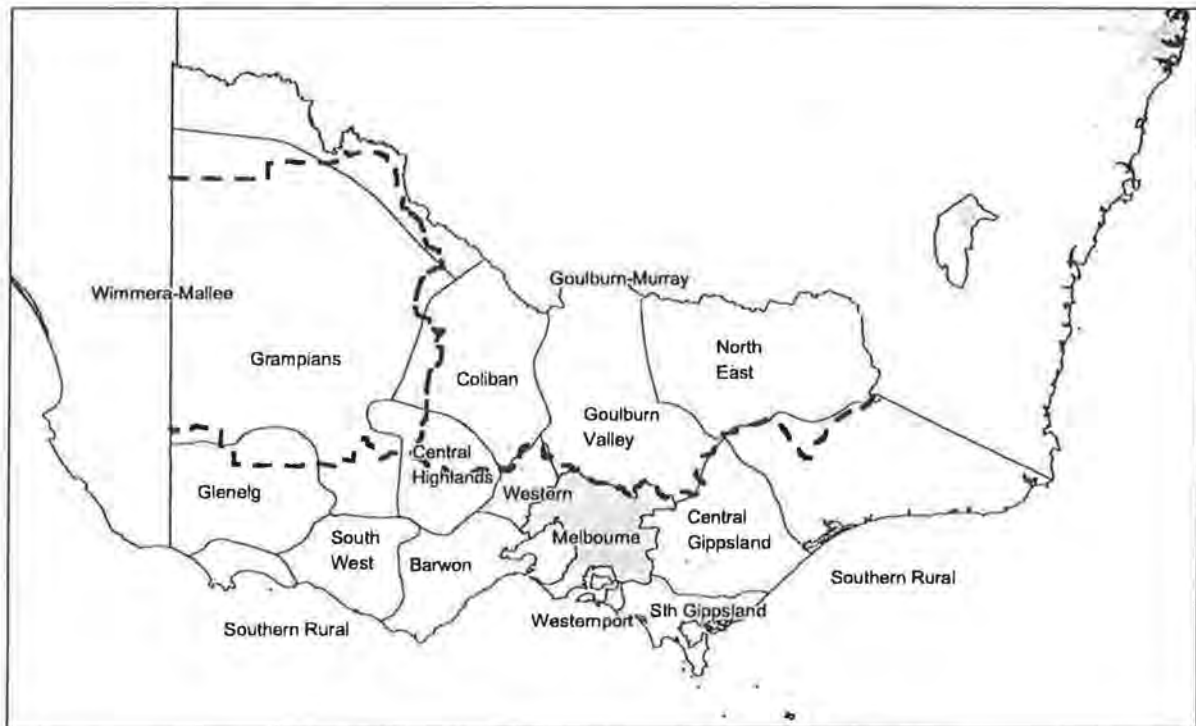 Goulburn-Murray
Wimmera-Mallee
Grampians
Coliban
North
East
Goulburn
Valley
Central
Highlands
Glenelg
Western
South
West
Barwon
Melbourne
Central
Gippsland
Southern Rural
Westernport
Sth Gippsland
Southern Rural